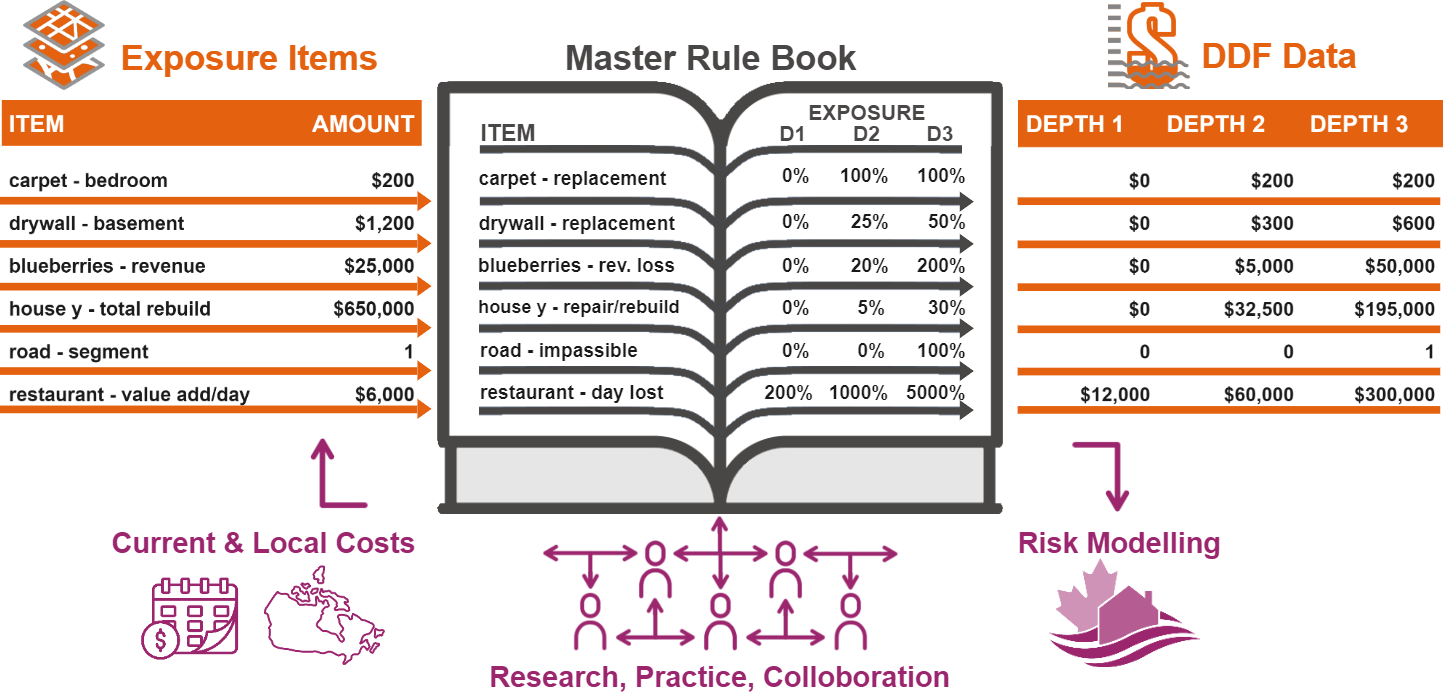 Exposure Items
Master Rule Book
DDF Data
ITEM AMOUNT
carpet - bedroom $200
drywall - basement $1,200
blueberries - revenue $25,000
house y - total rebuild $650,000
road - segment 1
restaurant - value add/day $6,000
EXPOSURE
ITEM D1 D2 D3
carpet - replacement 0% 100% 100%
drywall - replacement 0% 25% 50%
blueberries - rev. loss 0% 20% 200%
house y - repair/rebuild 0% 5% 30%
road - impassible 0% 0% 100%
restaurant - day lost 200% 1000% 5000%
DEPTH 1 DEPTH 2 DEPTH 3
$0 $200 $200
$0 $300 $600
$0 $5,000 $50,000
$0 $32,500 $195,000
0 0 1
$12,000 $60,000 $300,000
Current & Local Costs
$
Research, Practice, Colloboration
Risk Modelling